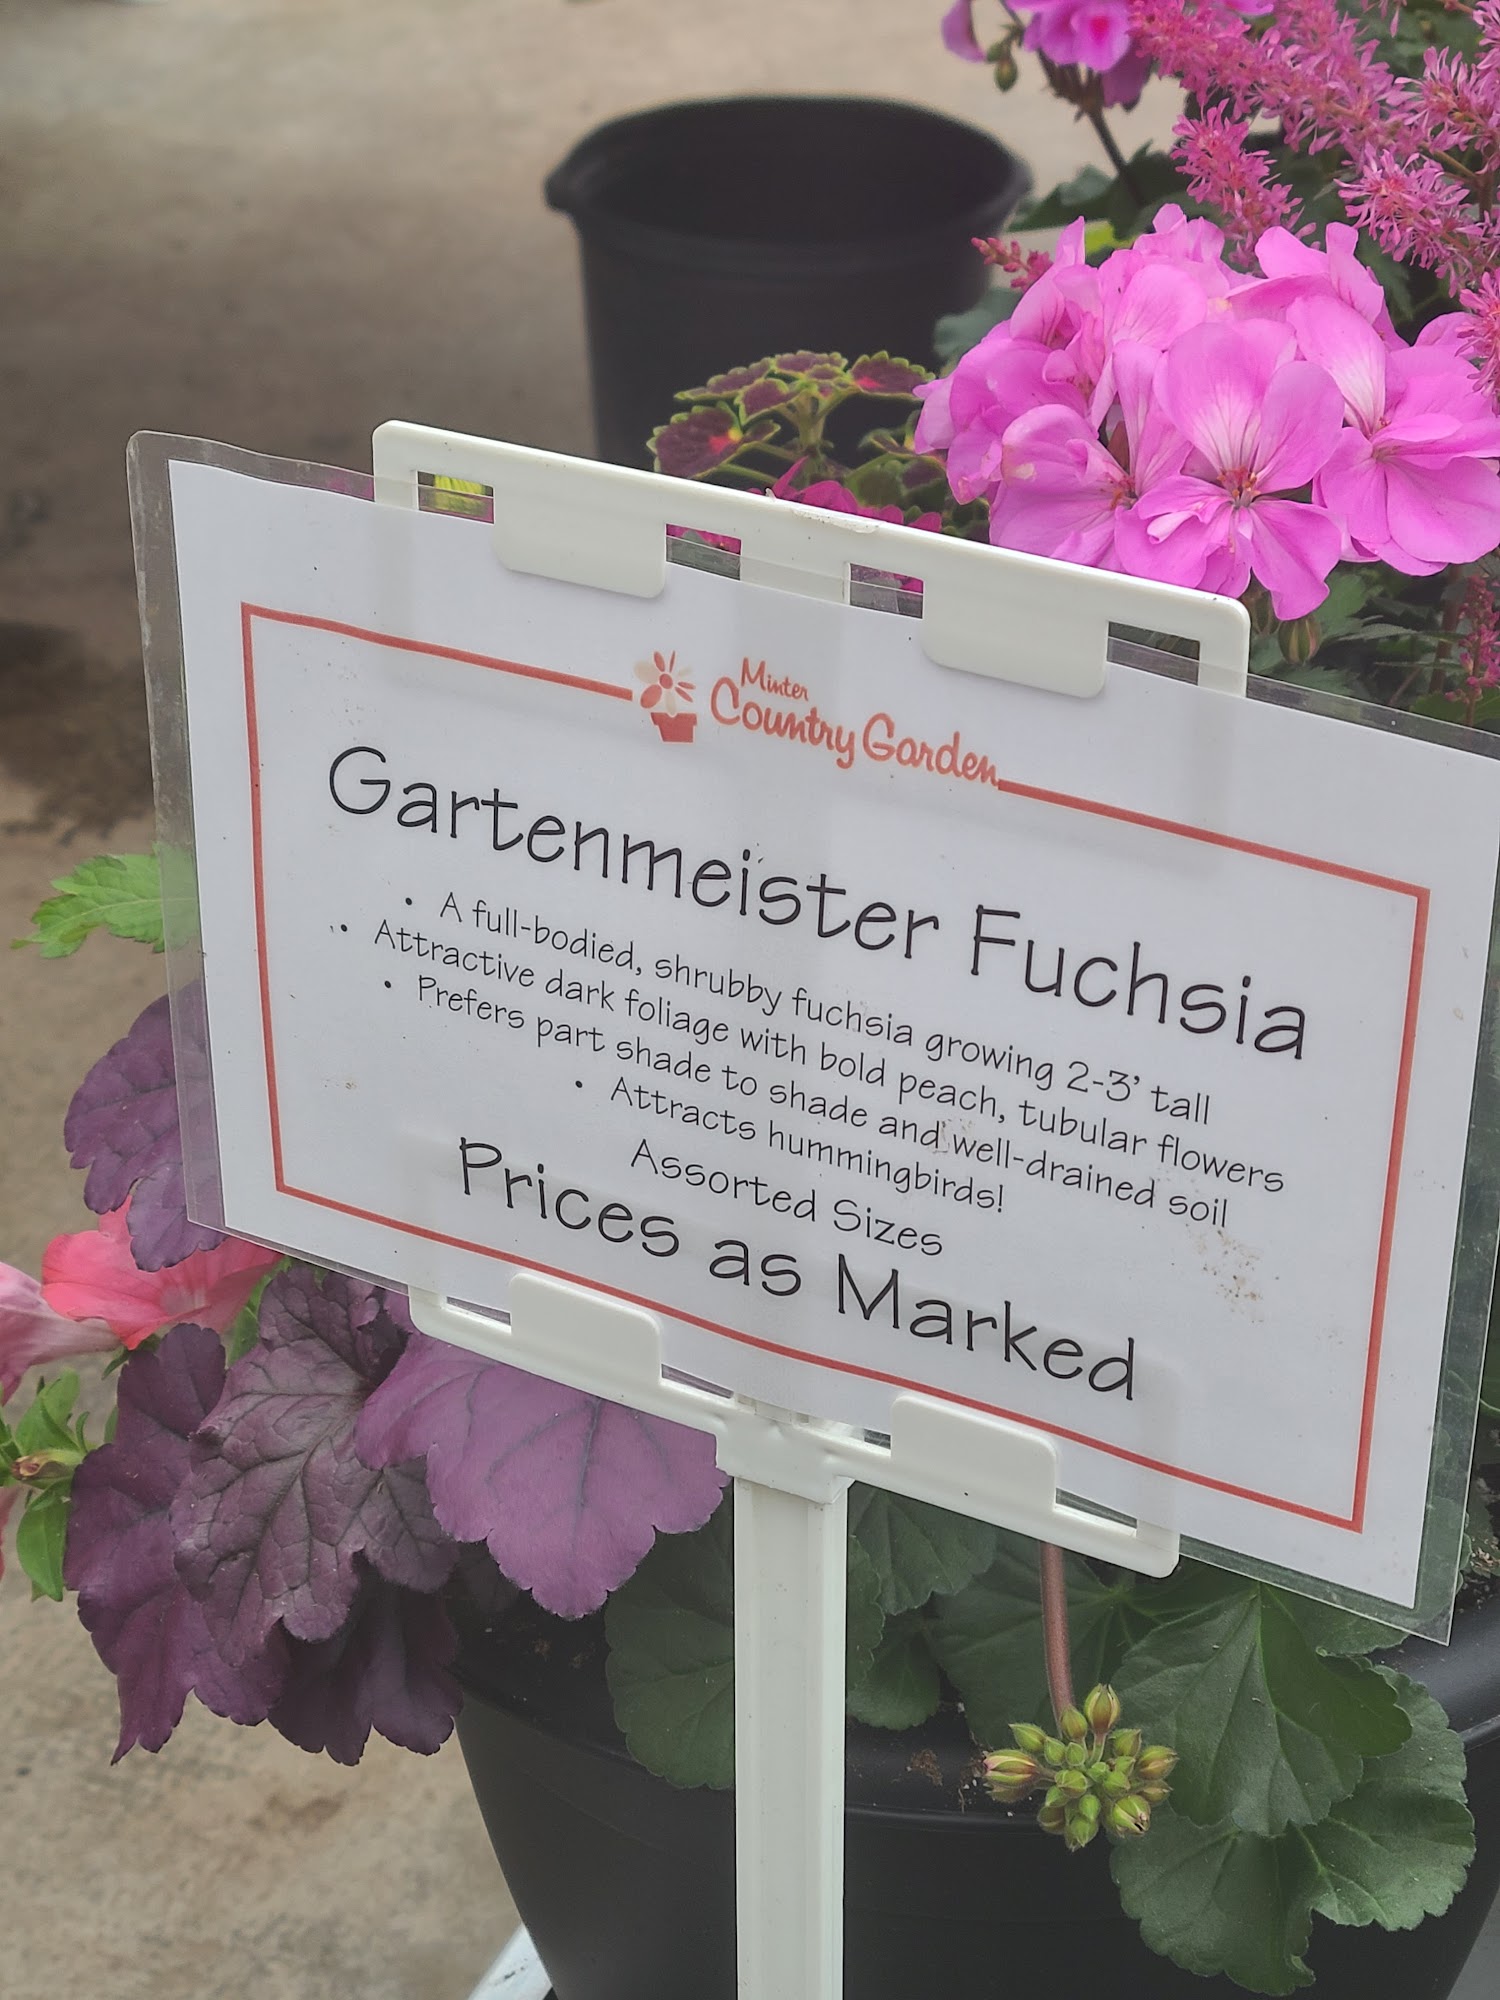 Minter
Country Garden
Gartenmeister Fuchsia
• A full-bodied, shrubby fuchsia growing 2-3' tall
• Attractive dark foliage with bold peach, tubular flowers
• Prefers part shade to shade and well-drained soil
• Attracts hummingbirds!
Assorted Sizes
Prices as Marked